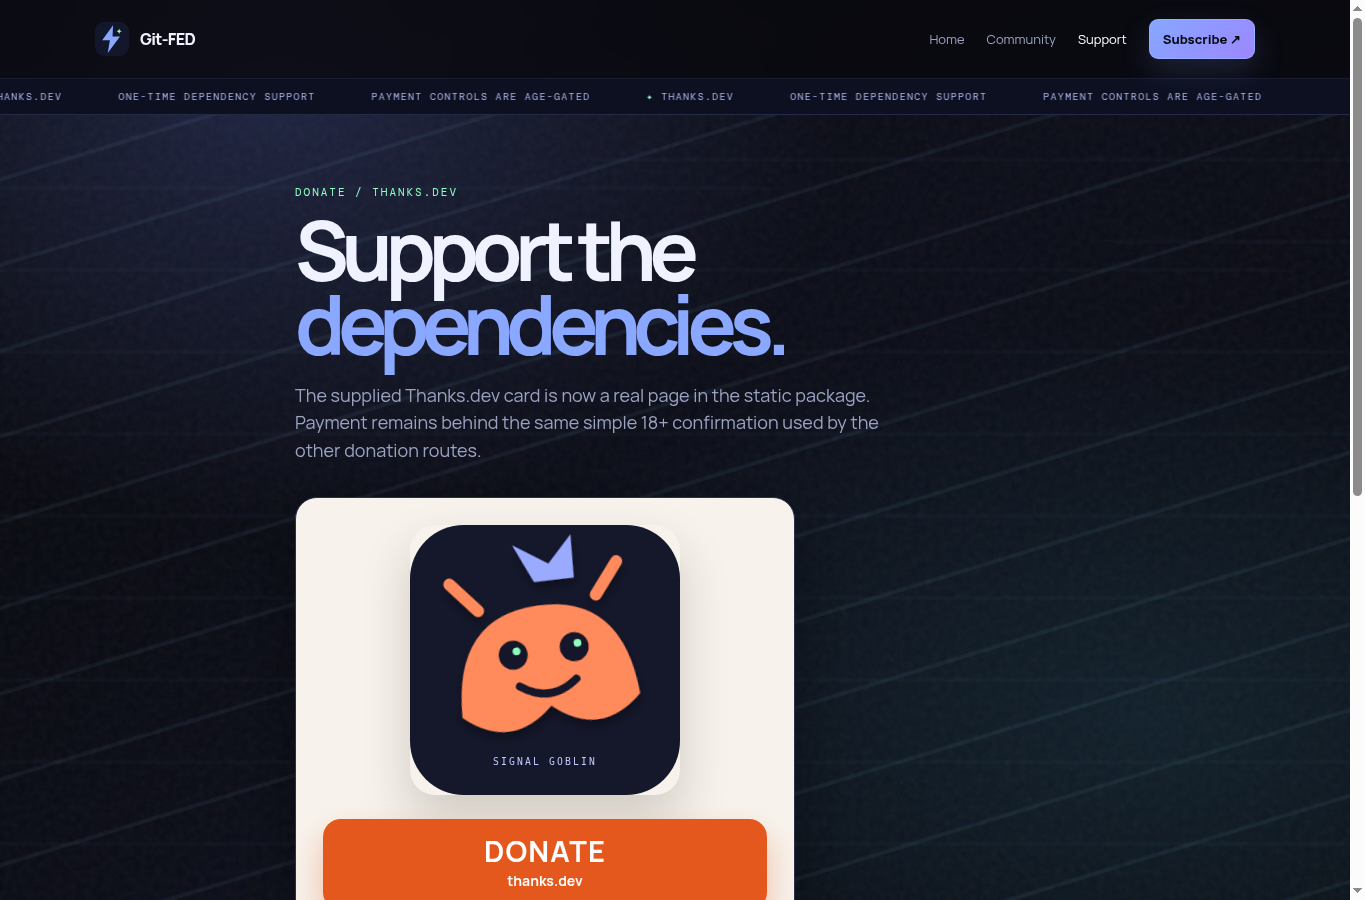 Git-FED
Home Community Support Subscribe ↗
HANKS.DEV ONE-TIME DEPENDENCY SUPPORT PAYMENT CONTROLS ARE AGE-GATED ✦ THANKS.DEV ONE-TIME DEPENDENCY SUPPORT PAYMENT CONTROLS ARE AGE-GATED
DONATE / THANKS.DEV
Support the
dependencies.
The supplied Thanks.dev card is now a real page in the static package.
Payment remains behind the same simple 18+ confirmation used by the
other donation routes.
SIGNAL GOBLIN
DONATE
thanks.dev